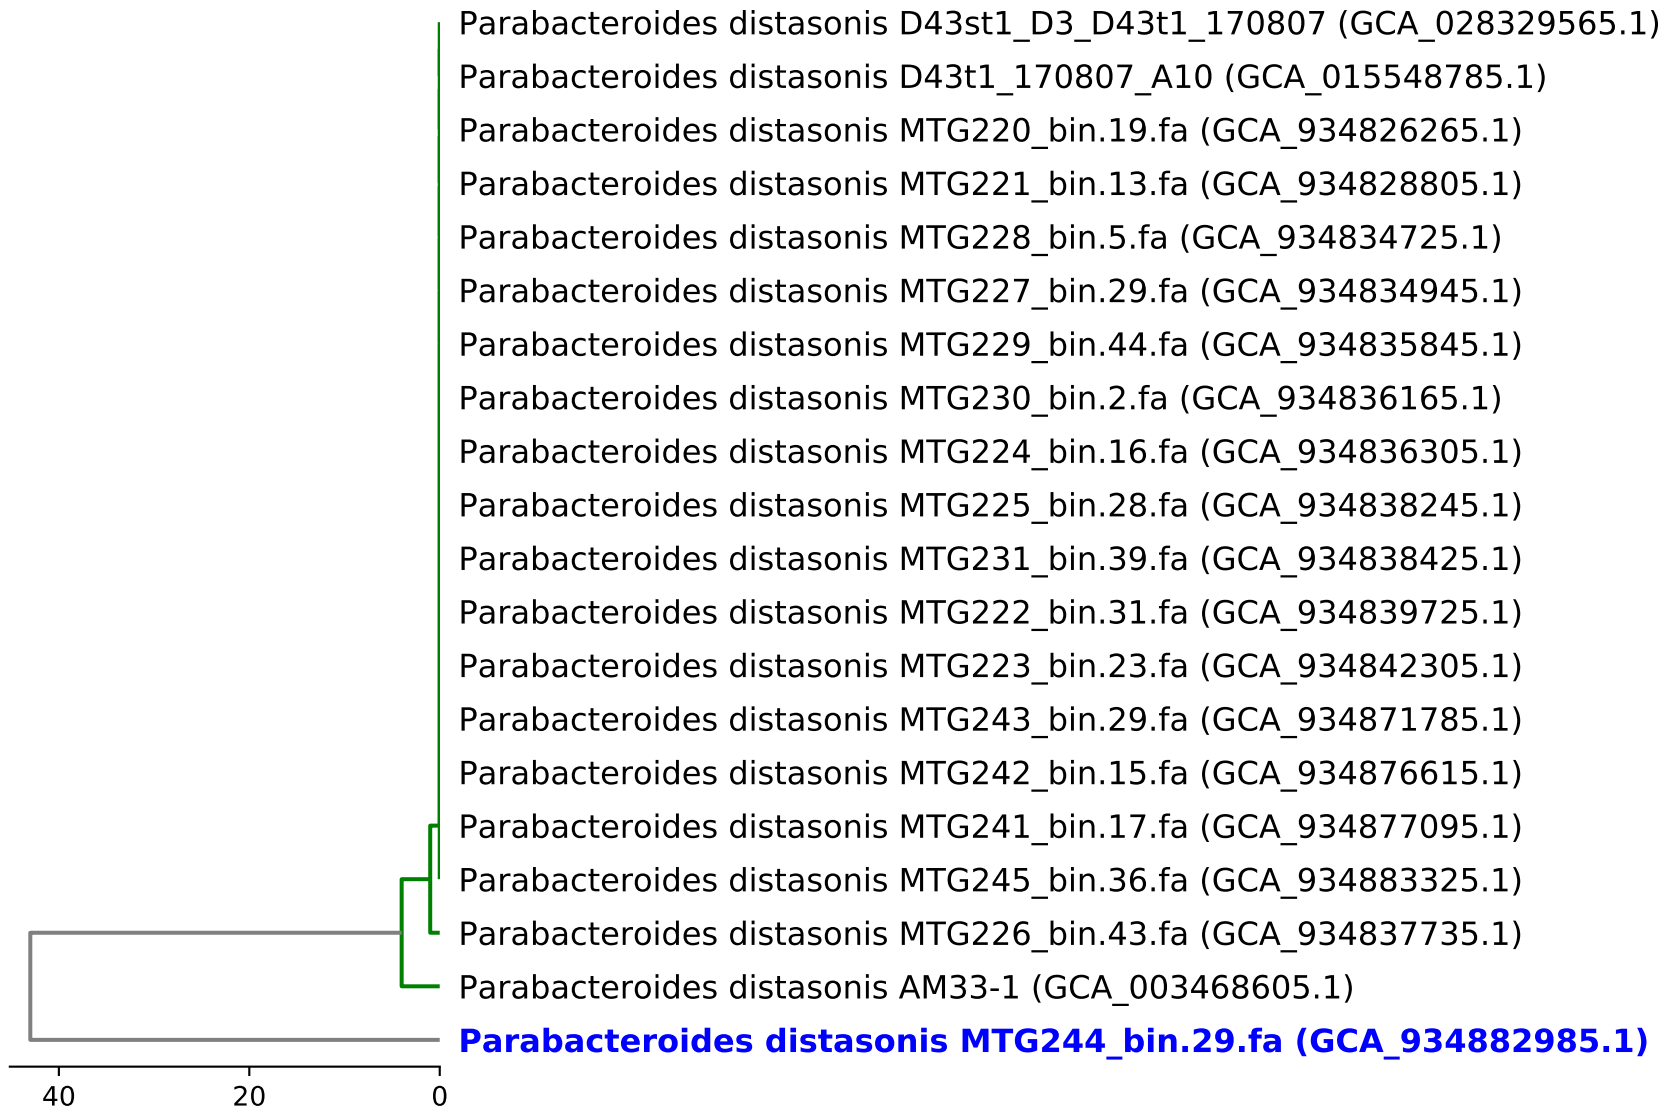 Parabacteroides distasonis D43st1_D3_D43t1_170807 (GCA_028329565.1)
Parabacteroides distasonis D43t1_170807_A10 (GCA_015548785.1)
Parabacteroides distasonis MTG220_bin.19.fa (GCA_934826265.1)
Parabacteroides distasonis MTG221_bin.13.fa (GCA_934828805.1)
Parabacteroides distasonis MTG228_bin.5.fa (GCA_934834725.1)
Parabacteroides distasonis MTG227_bin.29.fa (GCA_934834945.1)
Parabacteroides distasonis MTG229_bin.44.fa (GCA_934835845.1)
Parabacteroides distasonis MTG230_bin.2.fa (GCA_934836165.1)
Parabacteroides distasonis MTG224_bin.16.fa (GCA_934836305.1)
Parabacteroides distasonis MTG225_bin.28.fa (GCA_934838245.1)
Parabacteroides distasonis MTG231_bin.39.fa (GCA_934838425.1)
Parabacteroides distasonis MTG222_bin.31.fa (GCA_934839725.1)
Parabacteroides distasonis MTG223_bin.23.fa (GCA_934842305.1)
Parabacteroides distasonis MTG243_bin.29.fa (GCA_934871785.1)
Parabacteroides distasonis MTG242_bin.15.fa (GCA_934876615.1)
Parabacteroides distasonis MTG241_bin.17.fa (GCA_934877095.1)
Parabacteroides distasonis MTG245_bin.36.fa (GCA_934883325.1)
Parabacteroides distasonis MTG226_bin.43.fa (GCA_934837735.1)
Parabacteroides distasonis AM33-1 (GCA_003468605.1)
Parabacteroides distasonis MTG244_bin.29.fa (GCA_934882985.1)
40 20 0